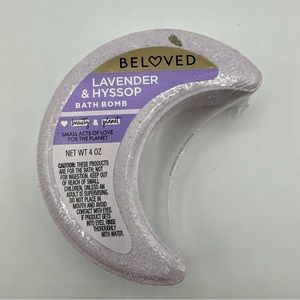 BELOVED
LAVENDER
& HYSSOP
BATH BOMB
beauty & planet
SMALL ACTS OF LOVE
FOR THE PLANET
NET WT 4 OZ
CAUTION: THESE PRODUCTS
ARE FOR THE BATH, NOT
FOR INGESTION. KEEP OUT
OF REACH OF SMALL
CHILDREN, UNLESS AN
ADULT IS SUPERVISING.
DO NOT PLACE IN
MOUTH AND AVOID
CONTACT WITH EYES.
IF PRODUCT GETS
INTO EYES, RINSE
THOROUGHLY
WITH WATER.